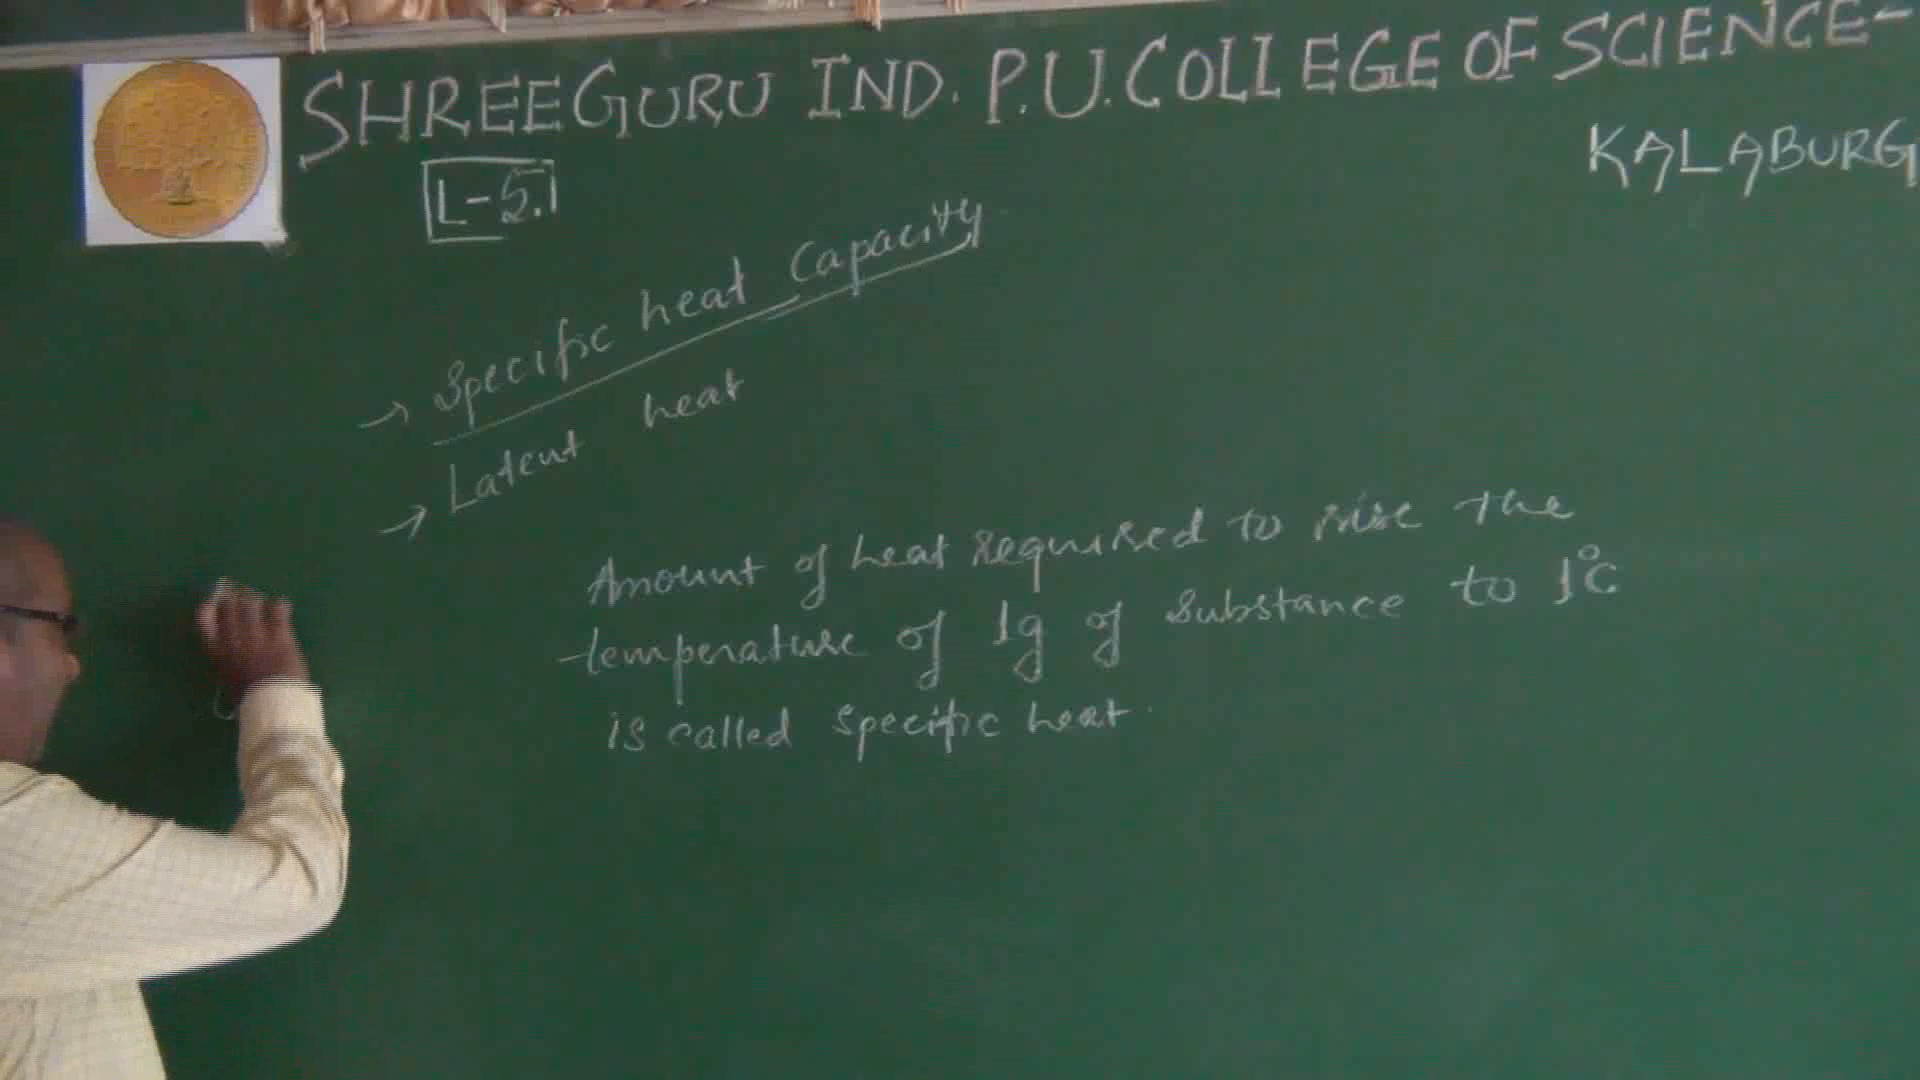 SHREEGURU IND. P.U. COLLEGE OF SCIENCE-
KALABURG
L-5.1
→ Specific heat Capacity
→ Latent heat
Amount of heat required to rise the
temperature of 1g of substance to 1°C
is called specific heat.